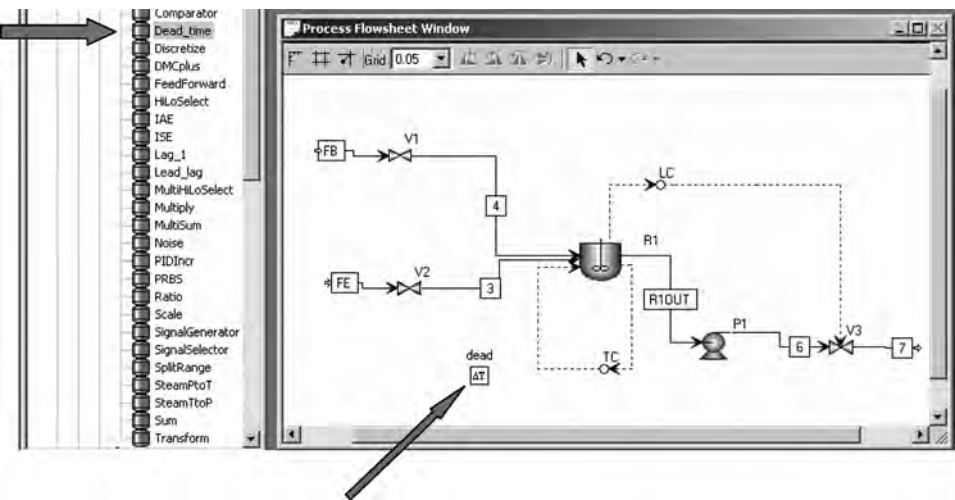 Comparator
Dead_time
Discretize
DMCplus
FeedForward
HiLoSelect
IAE
ISE
Lag_1
Lead_lag
MultiHiLoSelect
Multiply
MultiSum
Noise
PIDIncr
PRBS
Ratio
Scale
SignalGenerator
SignalSelector
SplitRange
SteamPtoT
SteamTtoP
Sum
Transform
Process Flowsheet Window
Grid 0.05
FB
V1
LC
4
R1
FE
V2
3
R1OUT
P1
V3
6
7
dead
ΔT
TC